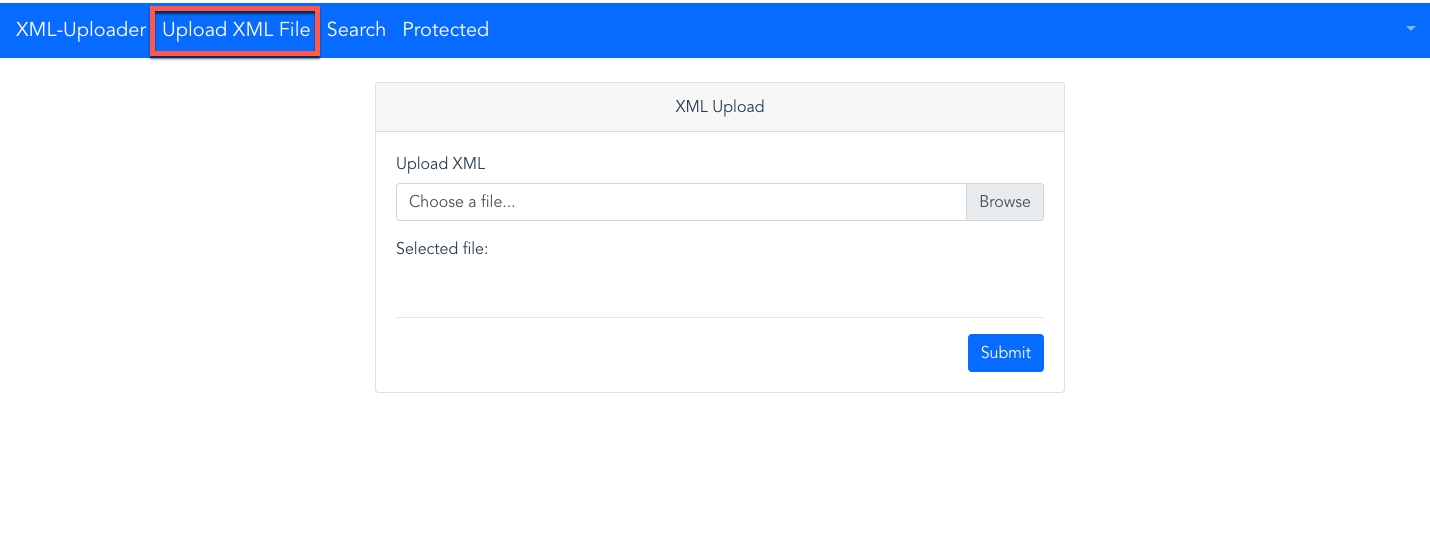 XML-Uploader Upload XML File Search Protected
XML Upload
Upload XML
Choose a file... Browse
Selected file:
Submit